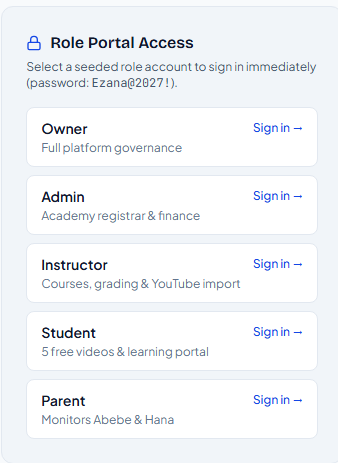 Role Portal Access
Select a seeded role account to sign in immediately
(password: Ezana@2027!).
Owner
Sign in →
Full platform governance
Admin
Sign in →
Academy registrar & finance
Instructor
Sign in →
Courses, grading & YouTube import
Student
Sign in →
5 free videos & learning portal
Parent
Sign in →
Monitors Abebe & Hana